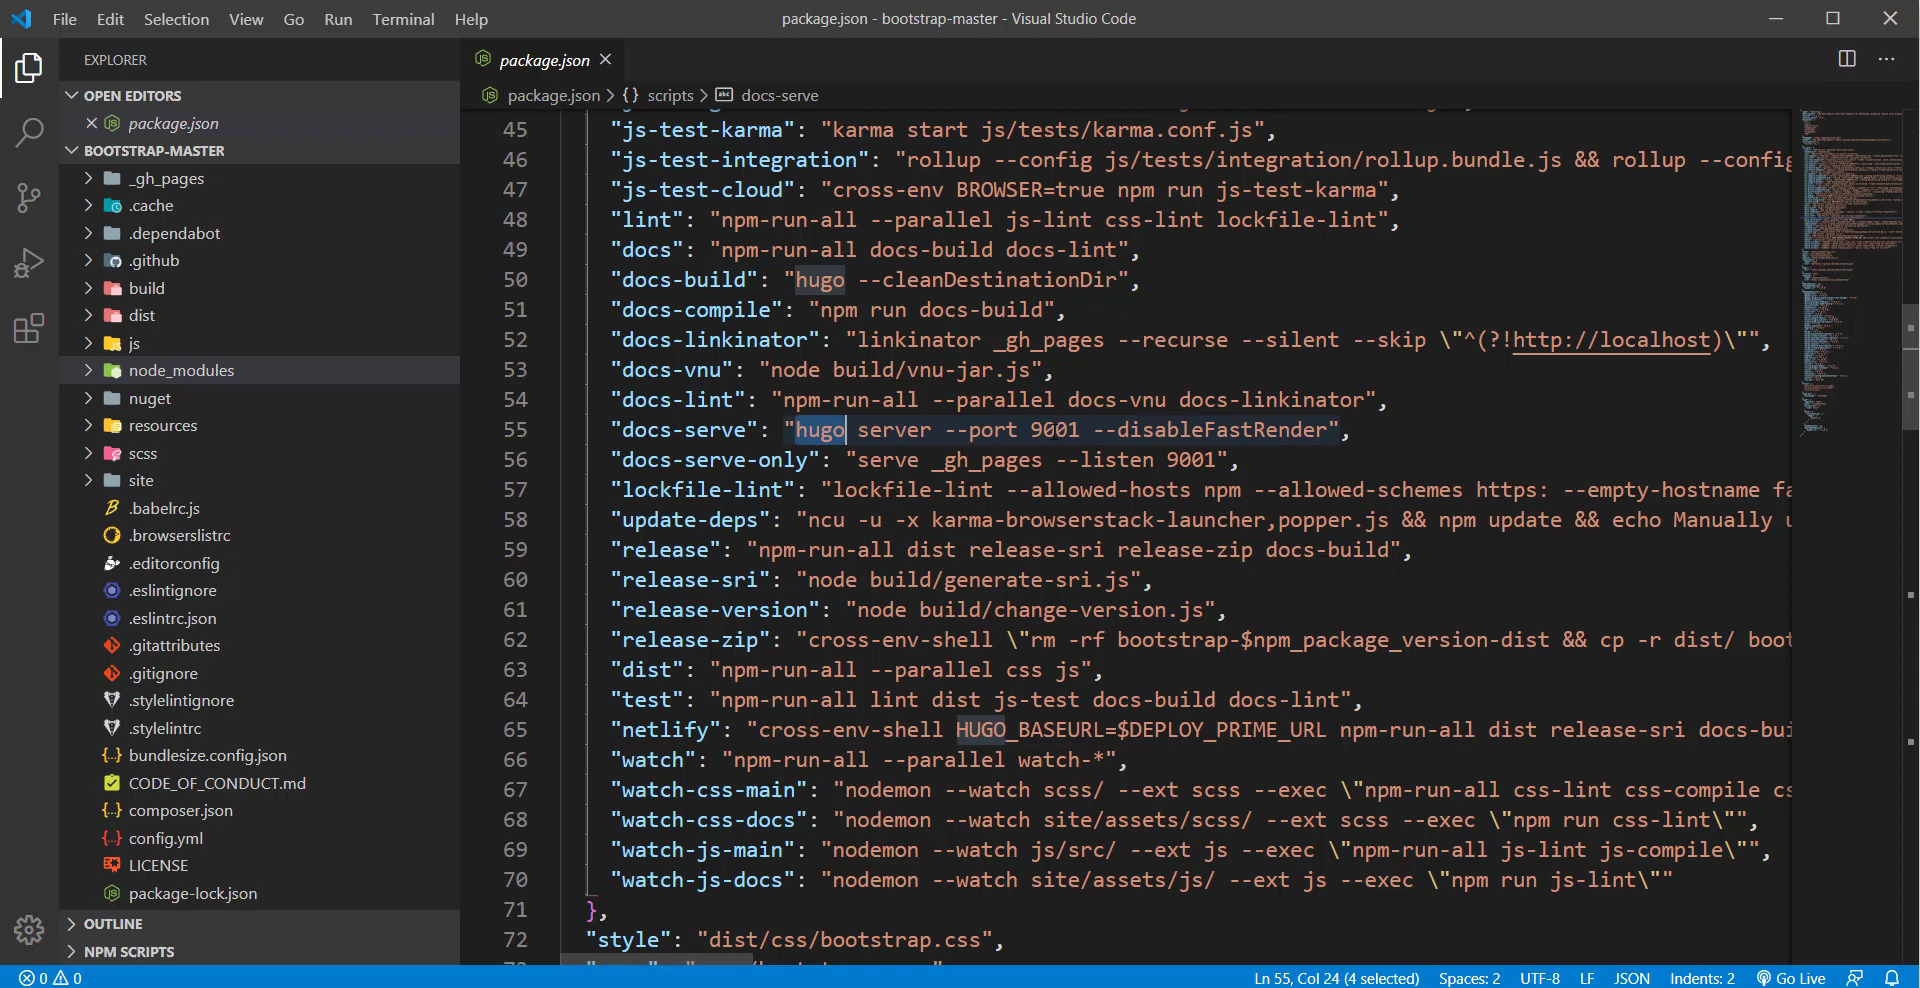 File Edit Selection View Go Run Terminal Help
package.json - bootstrap-master - Visual Studio Code
EXPLORER
OPEN EDITORS
package.json
BOOTSTRAP-MASTER
_gh_pages
.cache
.dependabot
.github
build
dist
js
node_modules
nuget
resources
scss
site
.babelrc.js
.browserslistrc
.editorconfig
.eslintignore
.eslintrc.json
.gitattributes
.gitignore
.stylelintignore
.stylelintrc
bundlesize.config.json
CODE_OF_CONDUCT.md
composer.json
config.yml
LICENSE
package-lock.json
OUTLINE
NPM SCRIPTS
package.json
package.json > {} scripts > docs-serve
45 "js-test-karma": "karma start js/tests/karma.conf.js",
46 "js-test-integration": "rollup --config js/tests/integration/rollup.bundle.js && rollup --config
47 "js-test-cloud": "cross-env BROWSER=true npm run js-test-karma",
48 "lint": "npm-run-all --parallel js-lint css-lint lockfile-lint",
49 "docs": "npm-run-all docs-build docs-lint",
50 "docs-build": "hugo --cleanDestinationDir",
51 "docs-compile": "npm run docs-build",
52 "docs-linkinator": "linkinator _gh_pages --recurse --silent --skip \"^(?!http://localhost)\"",
53 "docs-vnu": "node build/vnu-jar.js",
54 "docs-lint": "npm-run-all --parallel docs-vnu docs-linkinator",
55 "docs-serve": "hugo server --port 9001 --disableFastRender",
56 "docs-serve-only": "serve _gh_pages --listen 9001",
57 "lockfile-lint": "lockfile-lint --allowed-hosts npm --allowed-schemes https: --empty-hostname fa
58 "update-deps": "ncu -u -x karma-browserstack-launcher,popper.js && npm update && echo Manually u
59 "release": "npm-run-all dist release-sri release-zip docs-build",
60 "release-sri": "node build/generate-sri.js",
61 "release-version": "node build/change-version.js",
62 "release-zip": "cross-env-shell \"rm -rf bootstrap-$npm_package_version-dist && cp -r dist/ boot
63 "dist": "npm-run-all --parallel css js",
64 "test": "npm-run-all lint dist js-test docs-build docs-lint",
65 "netlify": "cross-env-shell HUGO_BASEURL=$DEPLOY_PRIME_URL npm-run-all dist release-sri docs-bui
66 "watch": "npm-run-all --parallel watch-*",
67 "watch-css-main": "nodemon --watch scss/ --ext scss --exec \"npm-run-all css-lint css-compile cs
68 "watch-css-docs": "nodemon --watch site/assets/scss/ --ext scss --exec \"npm run css-lint\"",
69 "watch-js-main": "nodemon --watch js/src/ --ext js --exec \"npm-run-all js-lint js-compile\"",
70 "watch-js-docs": "nodemon --watch site/assets/js/ --ext js --exec \"npm run js-lint\""
71 },
72 "style": "dist/css/bootstrap.css",
0 0
Ln 55, Col 24 (4 selected) Spaces: 2 UTF-8 LF JSON Indents: 2 Go Live